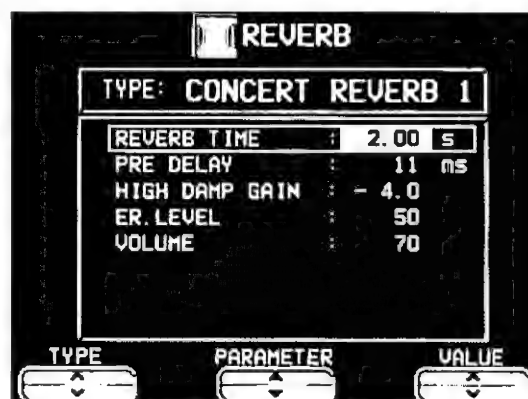 REVERB
TYPE: CONCERT REVERB 1
REVERB TIME : 2.00 s
PRE DELAY : 11 ms
HIGH DAMP GAIN : - 4.0
ER.LEVEL : 50
VOLUME : 70
TYPE PARAMETER VALUE